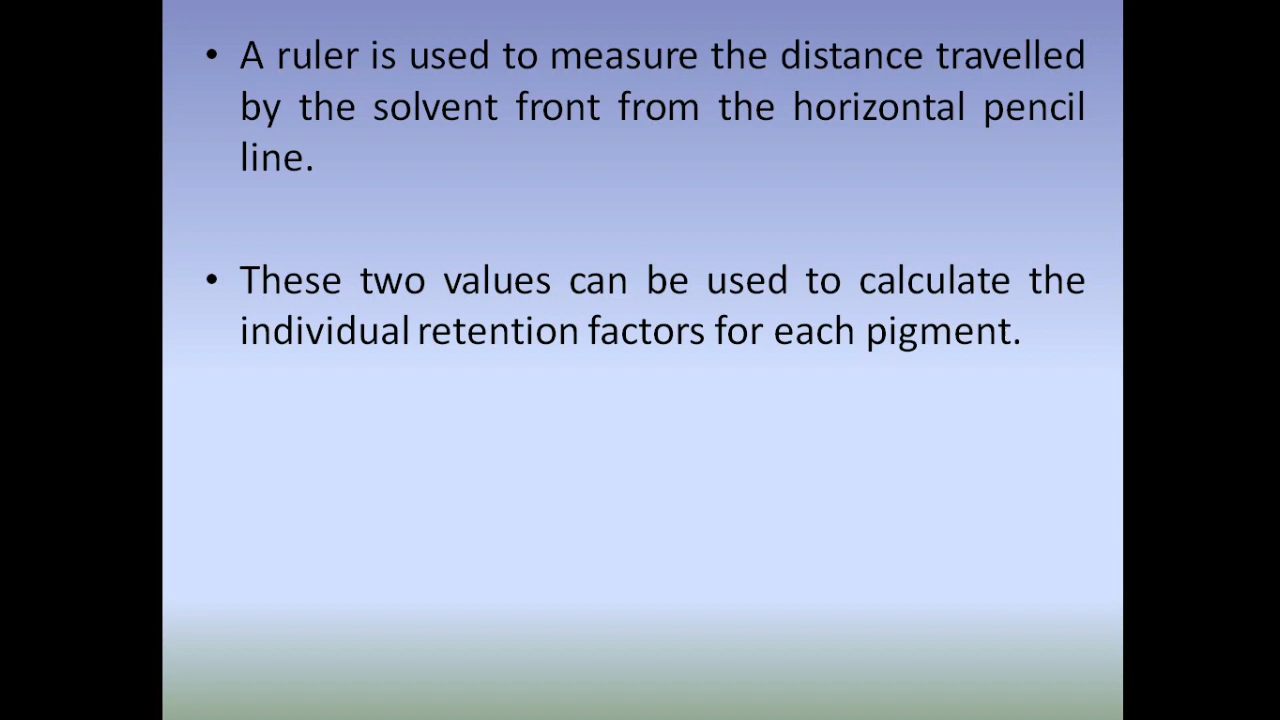 • A ruler is used to measure the distance travelled
by the solvent front from the horizontal pencil
line.
• These two values can be used to calculate the
individual retention factors for each pigment.